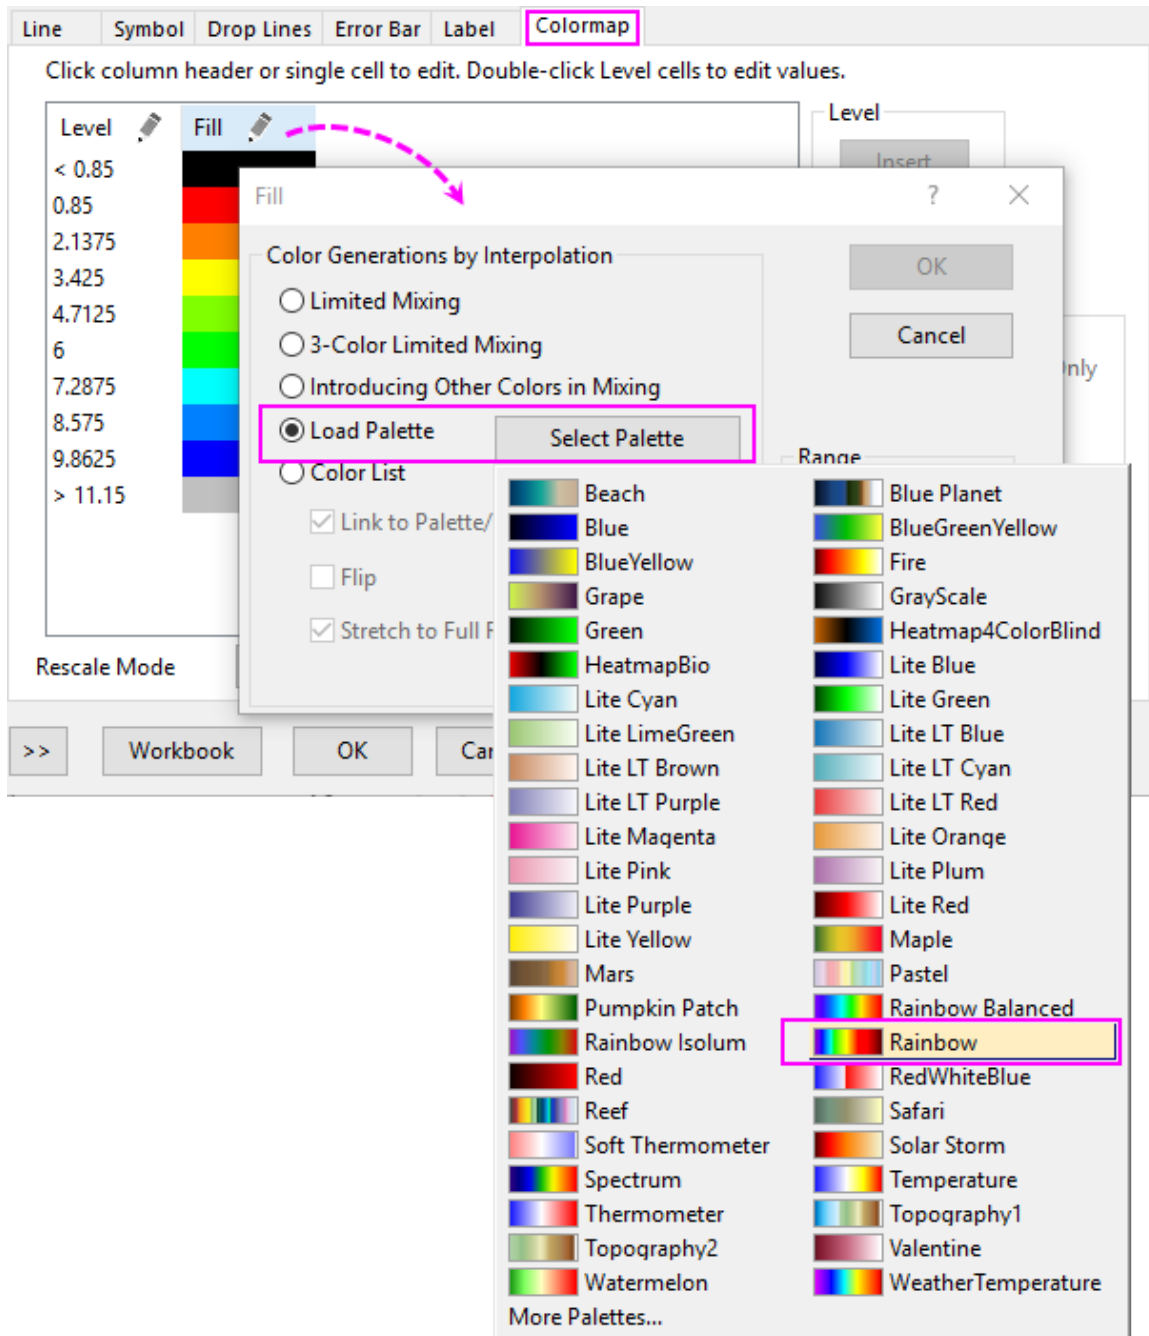 Line Symbol Drop Lines Error Bar Label Colormap
Click column header or single cell to edit. Double-click Level cells to edit values.
Level Fill
Level
Insert
< 0.85
0.85
2.1375
3.425
4.7125
6
7.2875
8.575
9.8625
> 11.15
Fill ?
Color Generations by Interpolation
OK
Limited Mixing
Cancel
3-Color Limited Mixing
Introducing Other Colors in Mixing
Load Palette Select Palette
Color List
Range
Link to Palette/
Flip
Stretch to Full
Rescale Mode
>> Workbook OK
Beach Blue Planet
Blue BlueGreenYellow
BlueYellow Fire
Grape GrayScale
Green Heatmap4ColorBlind
HeatmapBio Lite Blue
Lite Cyan Lite Green
Lite LimeGreen Lite LT Blue
Lite LT Brown Lite LT Cyan
Lite LT Purple Lite LT Red
Lite Magenta Lite Orange
Lite Pink Lite Plum
Lite Purple Lite Red
Lite Yellow Maple
Mars Pastel
Pumpkin Patch Rainbow Balanced
Rainbow Isolum Rainbow
Red RedWhiteBlue
Reef Safari
Soft Thermometer Solar Storm
Spectrum Temperature
Thermometer Topography1
Topography2 Valentine
Watermelon WeatherTemperature
More Palettes...